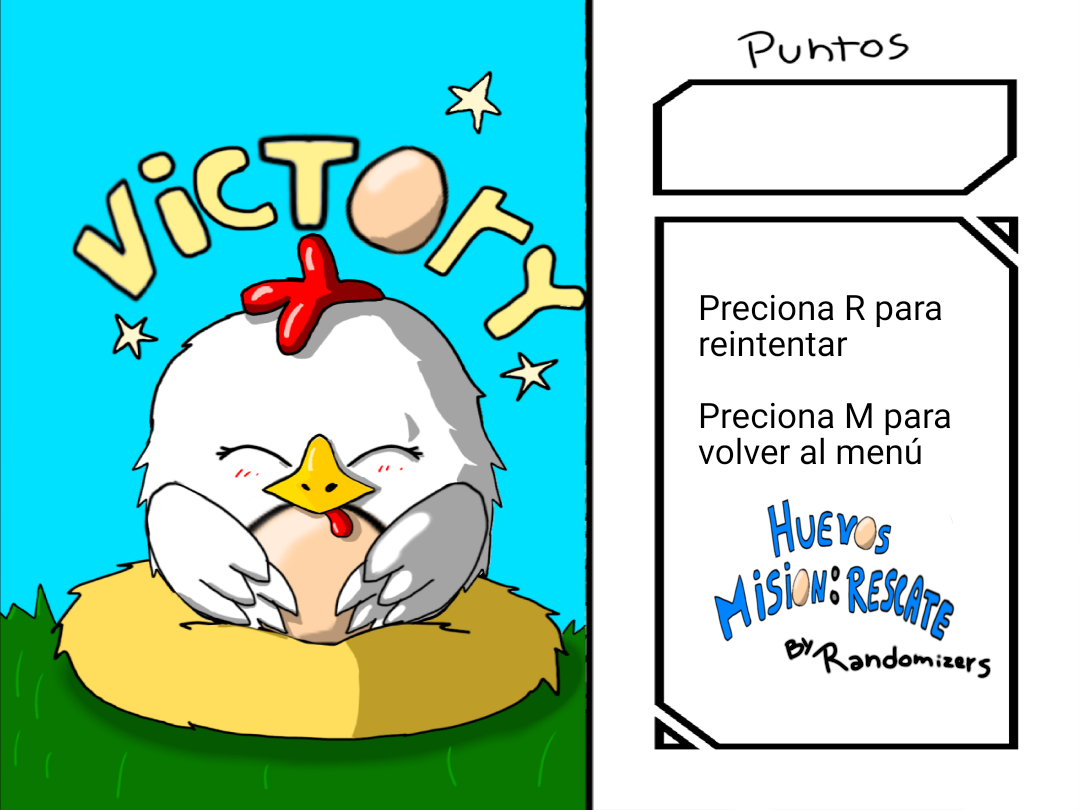 VicTOrY
Puntos
Preciona R para
reintentar
Preciona M para
volver al menú
HUEVOS
MisiON: RESCATE
BY Randomizers